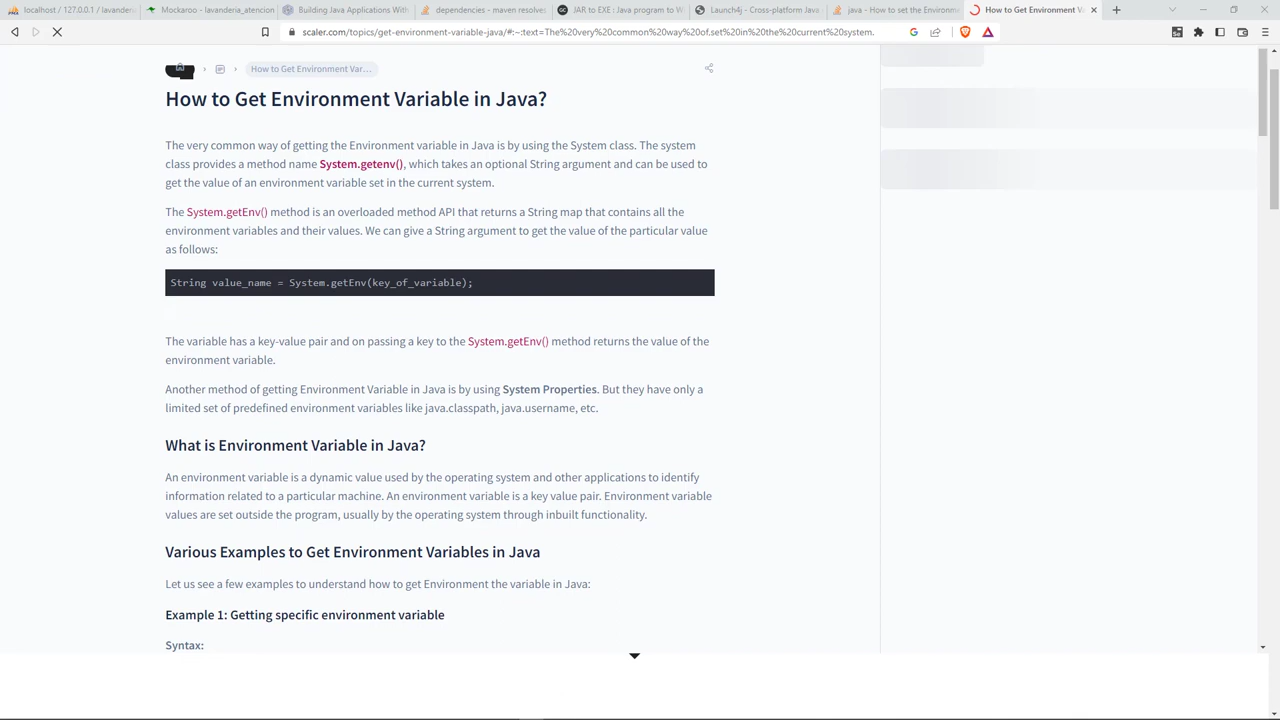 localhost / 127.0.0.1 / lavander
Mockaroo - lavanderia_atencion
Building Java Applications With
dependencies - maven resolves
JAR to EXE : Java program to W
Launch4j - Cross-platform Java
java - How to set the Environm
How to Get Environment Va
scaler.com/topics/get-environment-variable-java/#:~:text=The%20very%20common%20way%20of,set%20in%20the%20current%20system.
How to Get Environment Var...
How to Get Environment Variable in Java?
The very common way of getting the Environment variable in Java is by using the System class. The system
class provides a method name System.getenv(), which takes an optional String argument and can be used to
get the value of an environment variable set in the current system.
The System.getEnv() method is an overloaded method API that returns a String map that contains all the
environment variables and their values. We can give a String argument to get the value of the particular value
as follows:
String value_name = System.getEnv(key_of_variable);
The variable has a key-value pair and on passing a key to the System.getEnv() method returns the value of the
environment variable.
Another method of getting Environment Variable in Java is by using System Properties. But they have only a
limited set of predefined environment variables like java.classpath, java.username, etc.
What is Environment Variable in Java?
An environment variable is a dynamic value used by the operating system and other applications to identify
information related to a particular machine. An environment variable is a key value pair. Environment variable
values are set outside the program, usually by the operating system through inbuilt functionality.
Various Examples to Get Environment Variables in Java
Let us see a few examples to understand how to get Environment the variable in Java:
Example 1: Getting specific environment variable
Syntax: